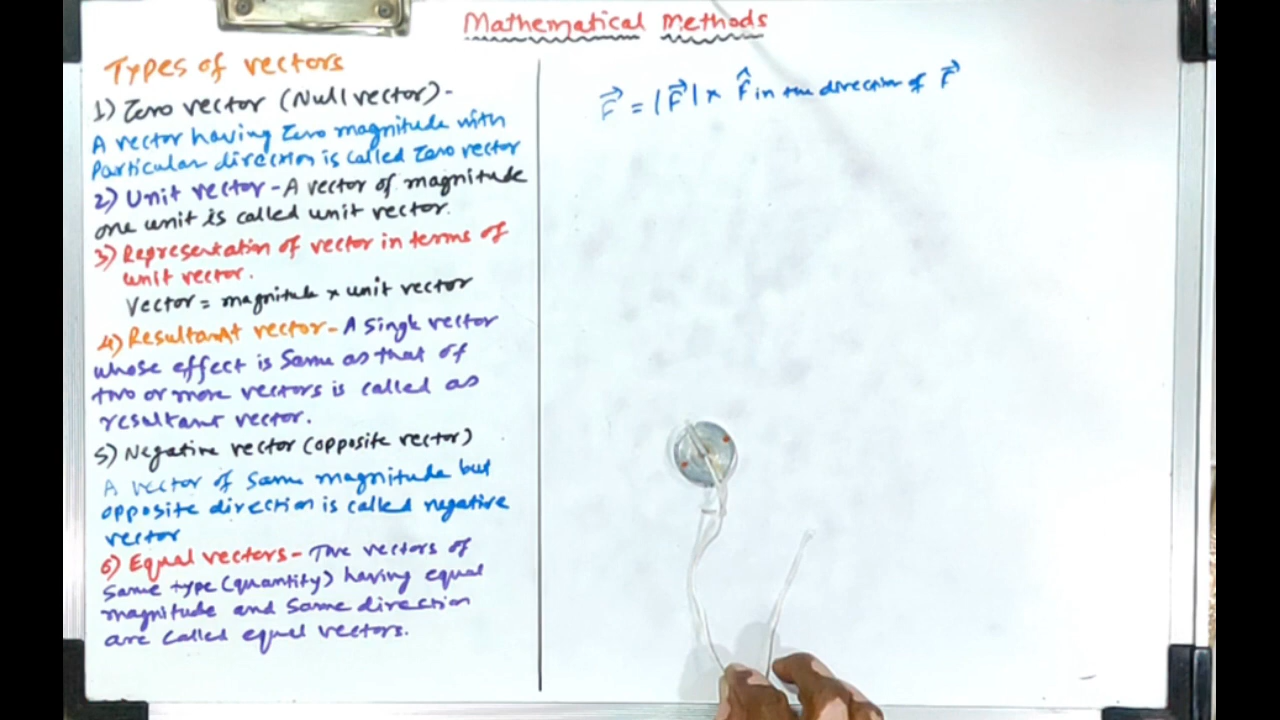 Mathematical Methods
Types of vectors
1) Zero vector (Null vector)-
A vector having Zero magnitude with
Particular direction is called Zero vector
2) Unit vector - A vector of magnitude
one unit is called unit vector.
3) Representation of vector in terms of
unit vector.
Vector = magnitude × unit vector
4) Resultant vector - A Single vector
whose effect is same as that of
two or more vectors is called as
resultant vector.
5) Negative vector (opposite vector)
A vector of same magnitude but
opposite direction is called negative
vector
6) Equal vectors - The vectors of
same type (quantity) having equal
magnitude and same direction
are called equal vectors.
F⃗ = |F⃗| × F̂ in the direction of F⃗